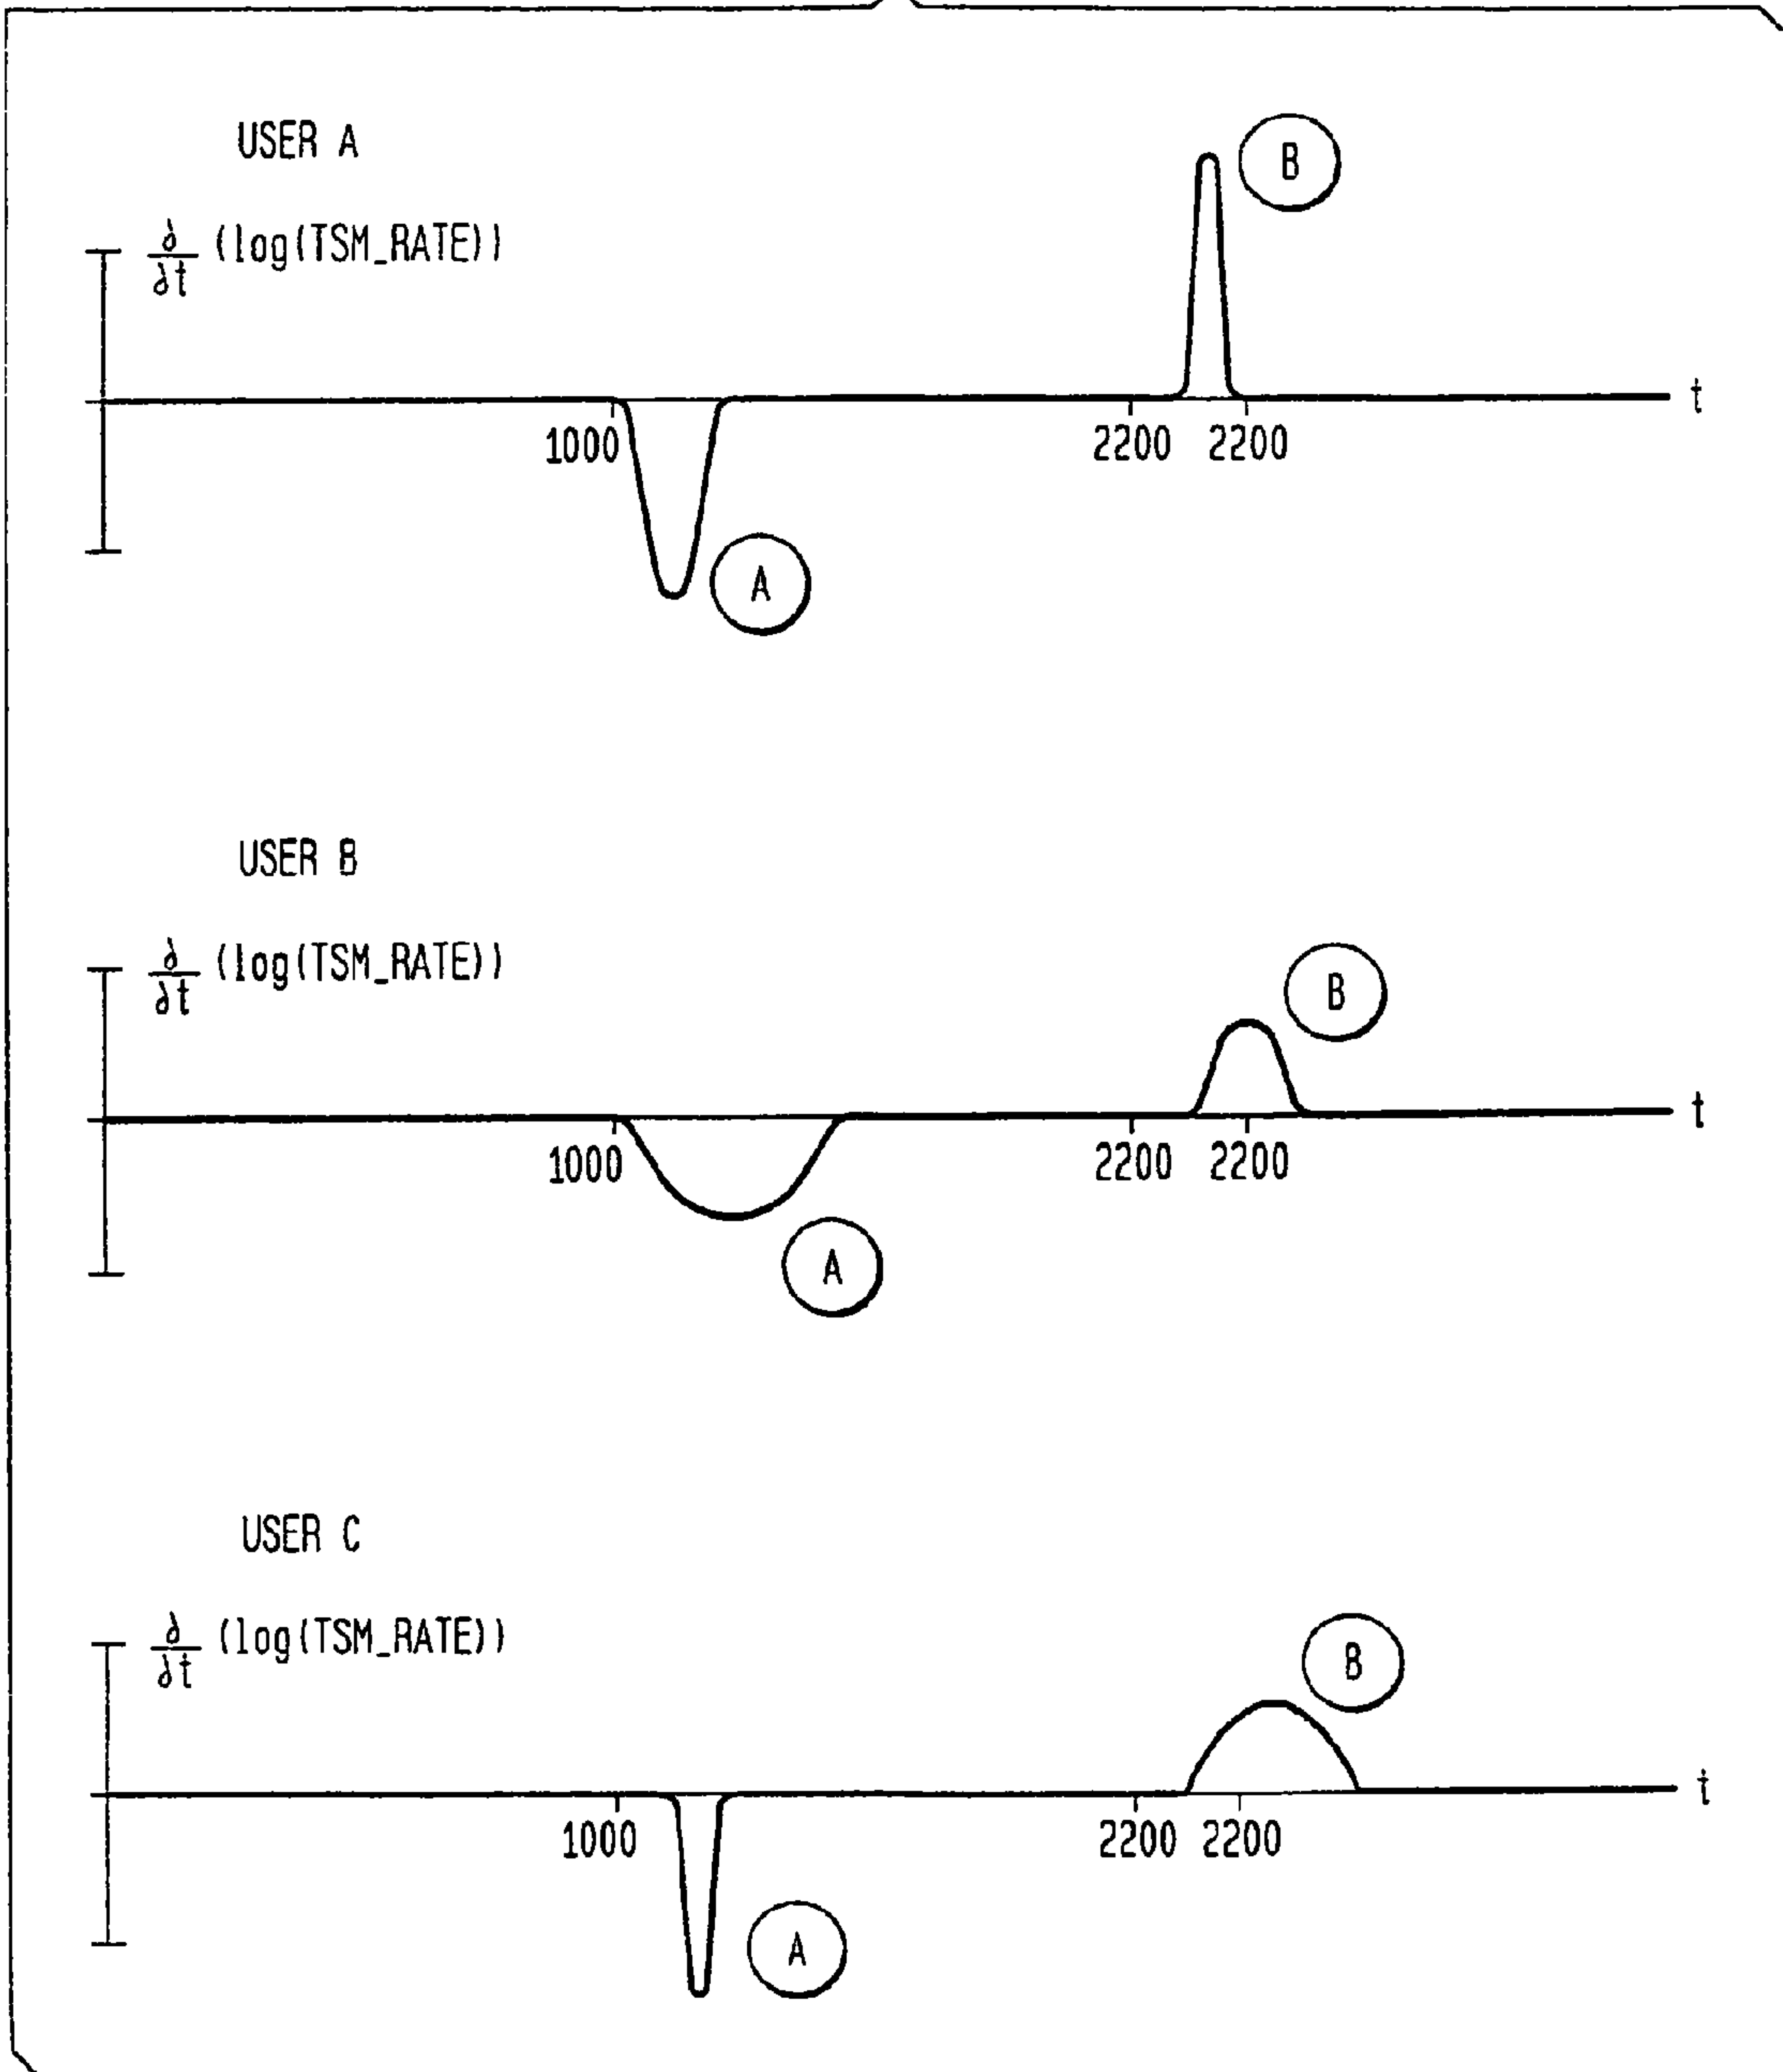 USER A
B
∂/∂t (log(TSM_RATE))
t
1000
2200 2200
A
USER B
∂/∂t (log(TSM_RATE))
B
t
1000
2200 2200
A
USER C
∂/∂t (log(TSM_RATE))
B
t
1000
2200 2200
A